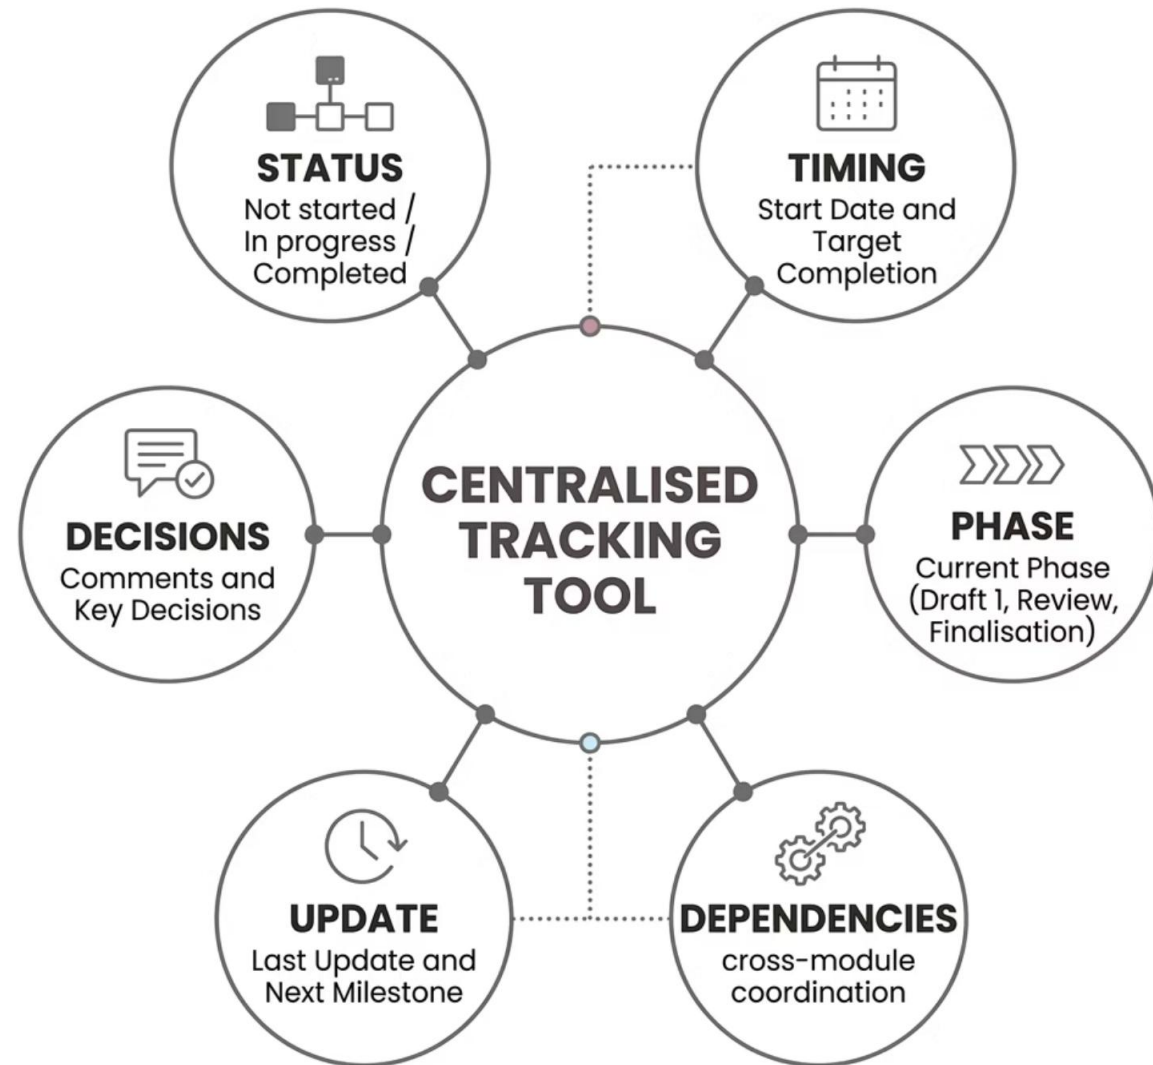 STATUS
Not started /
In progress /
Completed
TIMING
Start Date and
Target
Completion
DECISIONS
Comments and
Key Decisions
CENTRALISED
TRACKING
TOOL
PHASE
Current Phase
(Draft 1, Review,
Finalisation)
UPDATE
Last Update and
Next Milestone
DEPENDENCIES
cross-module
coordination